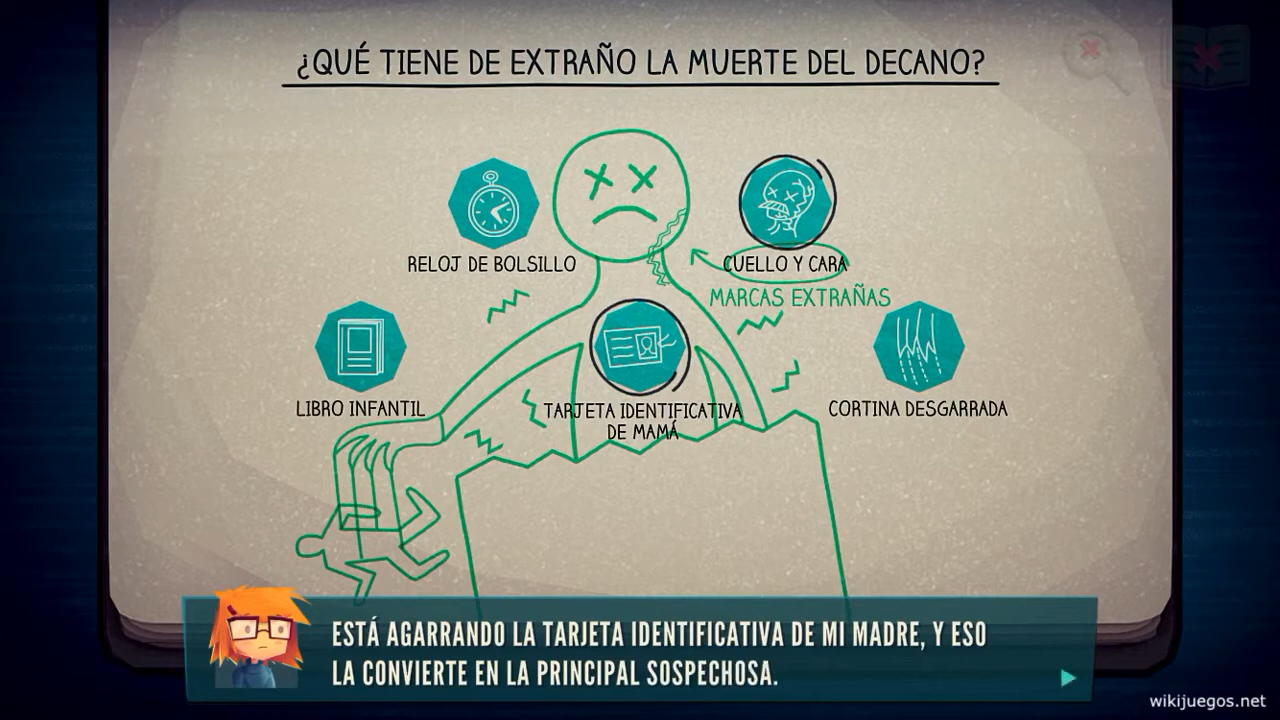 ¿QUÉ TIENE DE EXTRAÑO LA MUERTE DEL DECANO?
RELOJ DE BOLSILLO
CUELLO Y CARA
MARCAS EXTRAÑAS
LIBRO INFANTIL
TARJETA IDENTIFICATIVA
DE MAMÁ
CORTINA DESGARRADA
ESTÁ AGARRANDO LA TARJETA IDENTIFICATIVA DE MI MADRE, Y ESO
LA CONVIERTE EN LA PRINCIPAL SOSPECHOSA.
wikijuegos.net